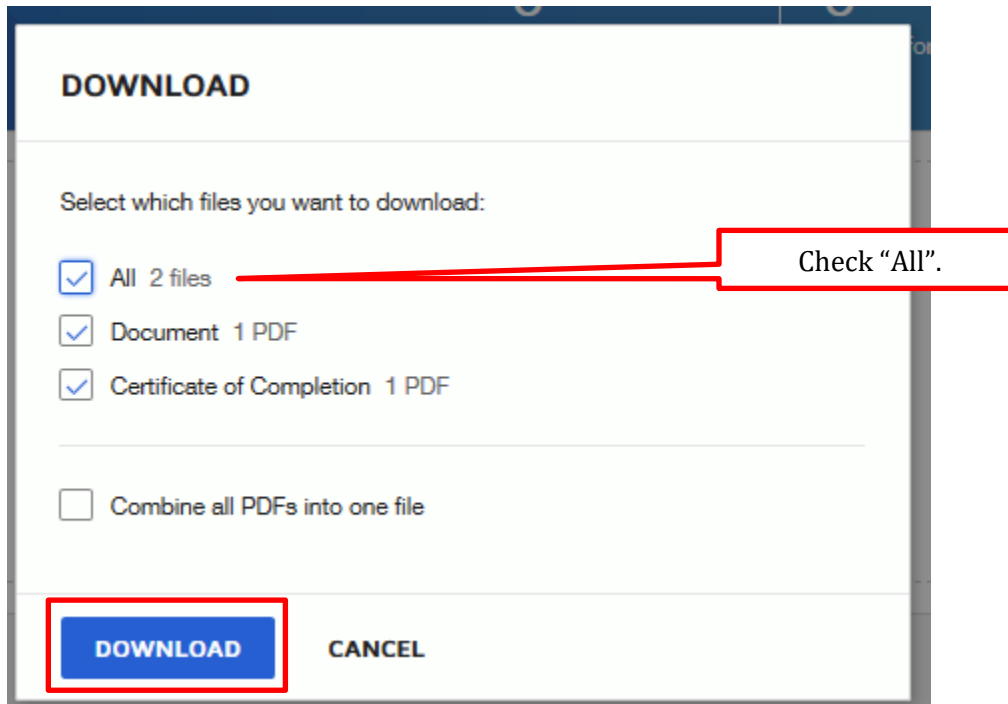 for
DOWNLOAD
Select which files you want to download:
All 2 files
Check “All”.
Document 1 PDF
Certificate of Completion 1 PDF
Combine all PDFs into one file
DOWNLOAD CANCEL